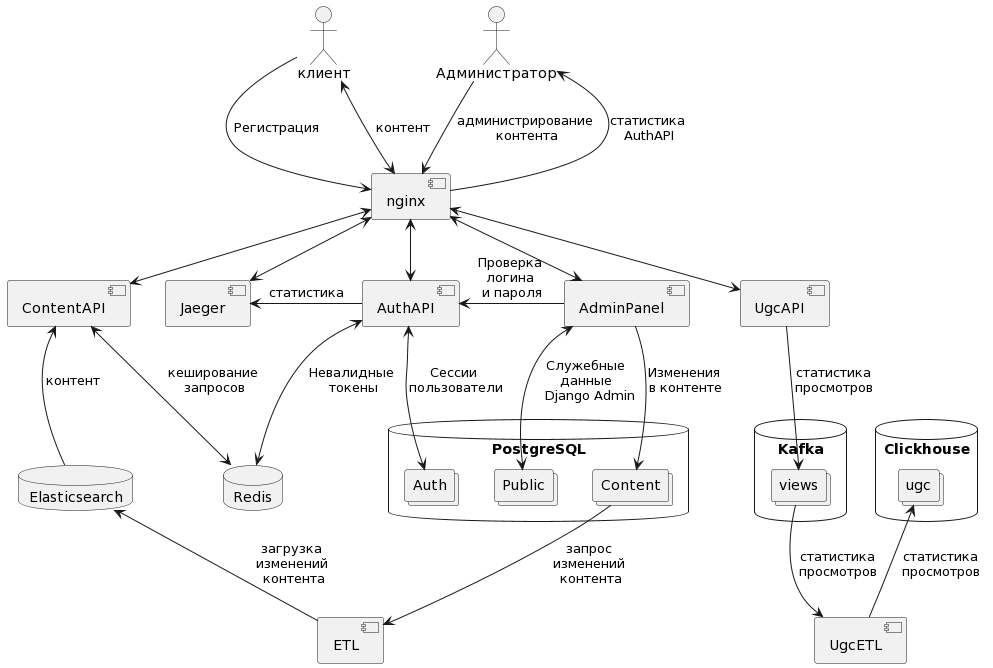 клиент
Администратор
Регистрация
контент
администрирование
контента
статистика
AuthAPI
nginx
Проверка
логина
и пароля
статистика
ContentAPI
Jaeger
AuthAPI
AdminPanel
UgcAPI
контент
кеширование
запросов
Невалидные
токены
Сессии
пользователи
Служебные
данные
Django Admin
Изменения
в контенте
статистика
просмотров
PostgreSQL
Kafka
Clickhouse
Elasticsearch
Redis
Auth
Public
Content
views
ugc
загрузка
изменений
контента
запрос
изменений
контента
статистика
просмотров
статистика
просмотров
ETL
UgcETL